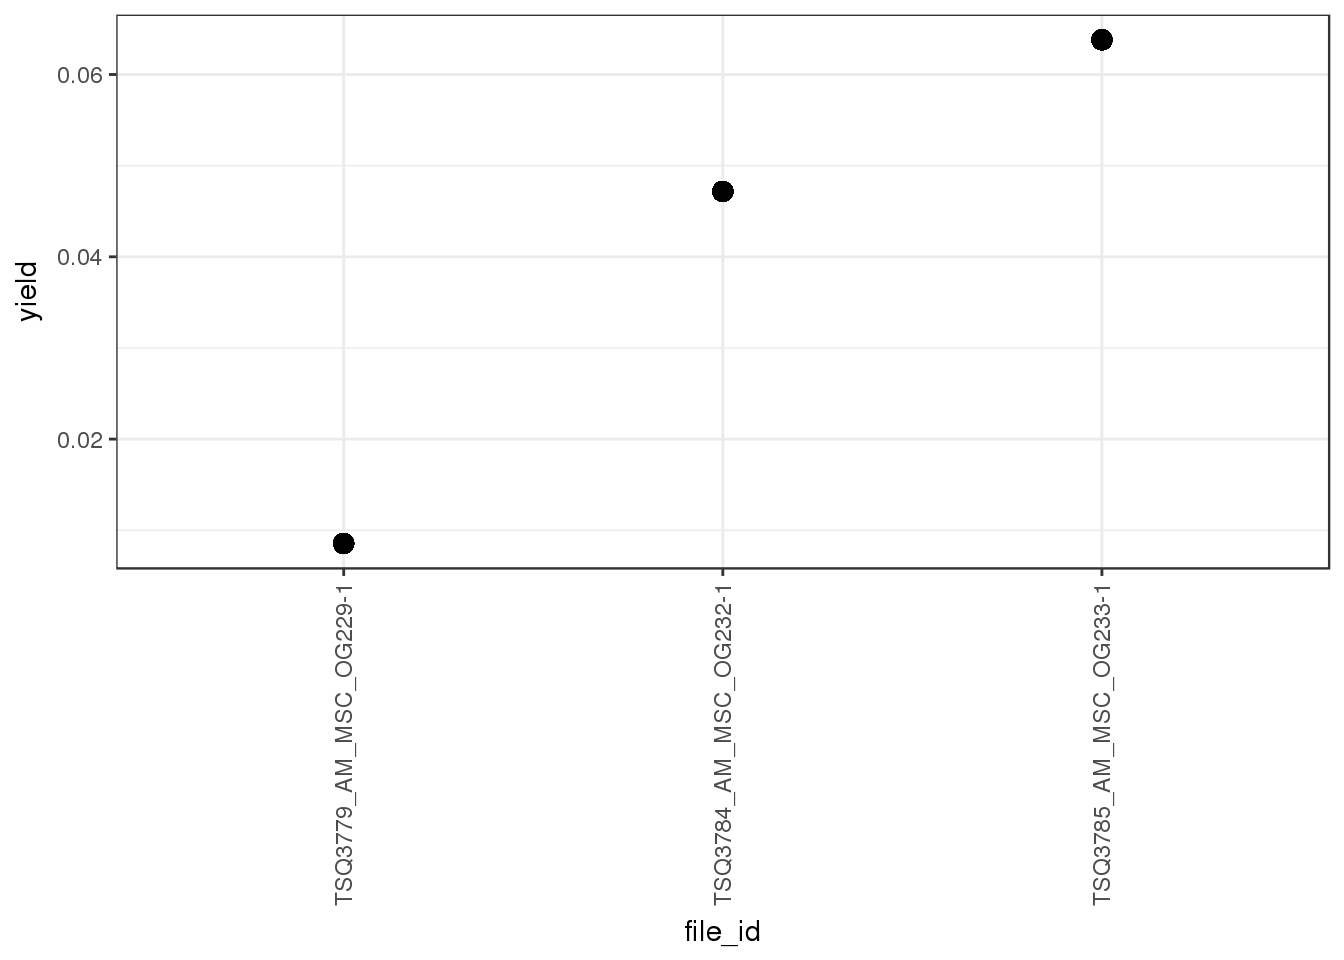 yield
0.06
0.04
0.02
TSQ3779_AM_MSC_OG229-1
TSQ3784_AM_MSC_OG232-1
TSQ3785_AM_MSC_OG233-1
file_id